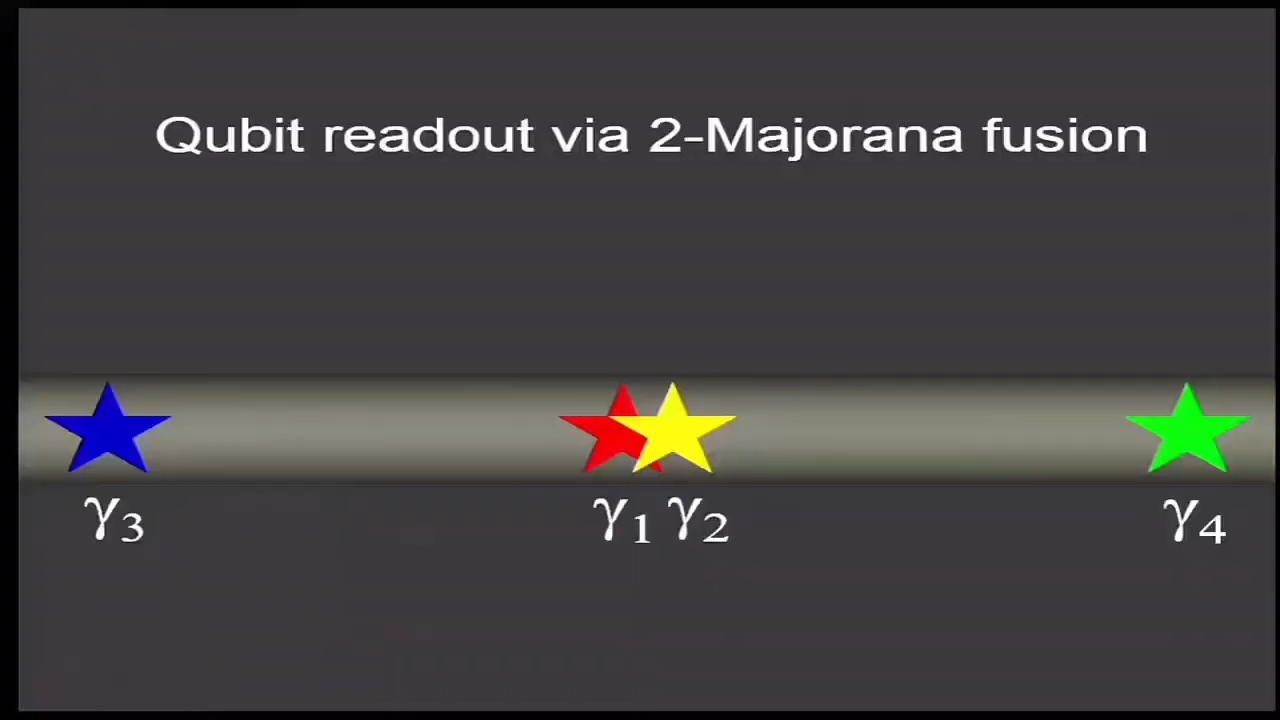 Qubit readout via 2-Majorana fusion
γ3 γ1 γ2 γ4